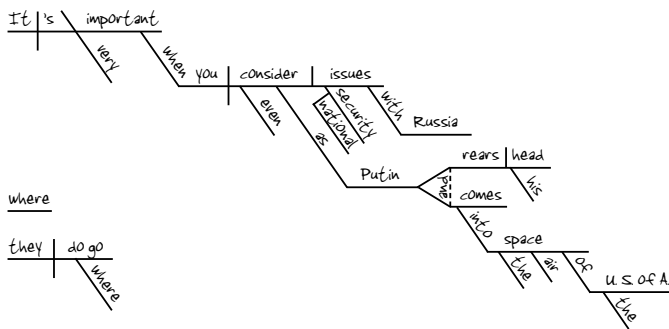 It 's important
very
when you consider issues
even
as
security
national
with
Russia
Putin
and
rears head
his
comes
into
space
the
air
of
U.S. of A.
the
where
they do go
where